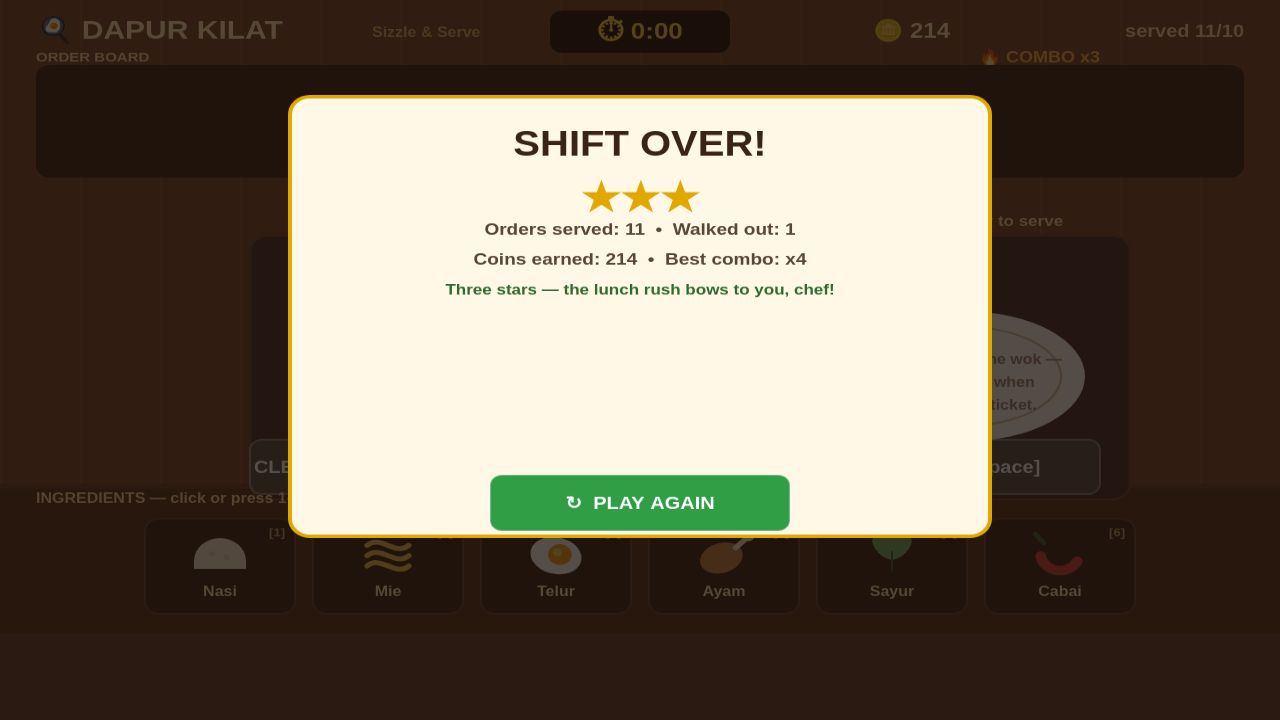 DAPUR KILAT
Sizzle & Serve
0:00
214
served 11/10
ORDER BOARD
COMBO x3
SHIFT OVER!
★★★
Orders served: 11 • Walked out: 1
Coins earned: 214 • Best combo: x4
Three stars — the lunch rush bows to you, chef!
to serve
wok —
when
ticket.
↻ PLAY AGAIN
INGREDIENTS — click or press 1
[1]
[6]
Nasi
Mie
Telur
Ayam
Sayur
Cabai